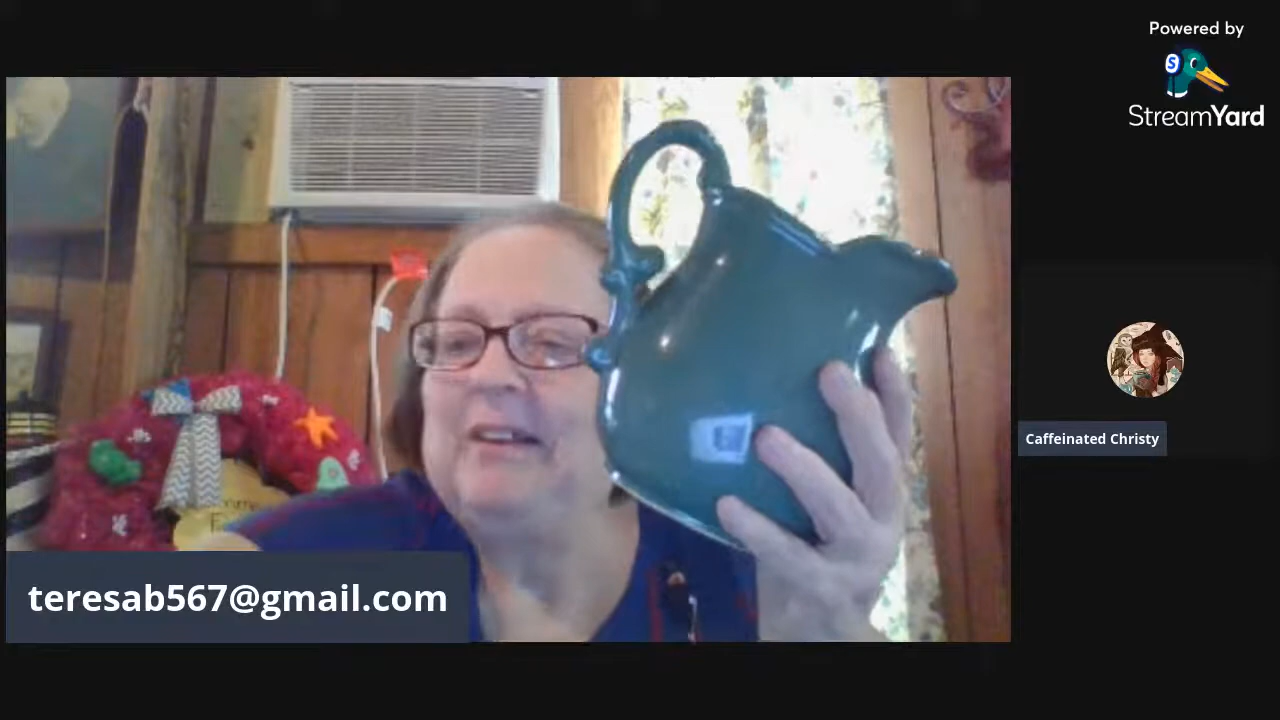 Powered by
StreamYard
Caffeinated Christy
teresab567@gmail.com